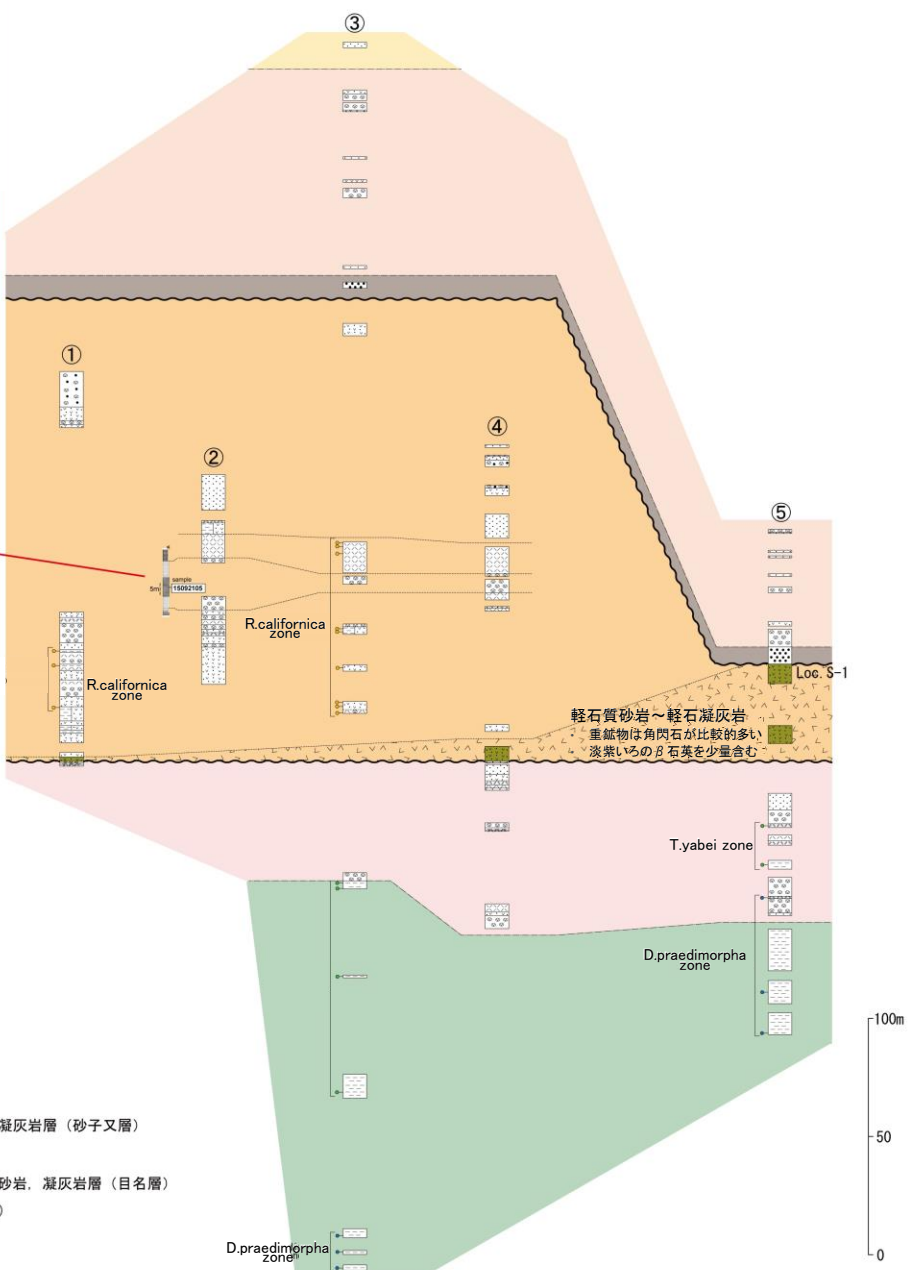 ③
①
④
②
⑤
sample
5m
15092105
R.californica
zone
R.californica
zone
Loc. S-1
軽石質砂岩~軽石凝灰岩
・ 重鉱物は角閃石が比較的多い
・ 淡紫いろのβ石英を少量含む
T.yabei zone
D.praedimorpha
zone
100m
50
0
凝灰岩層(砂子又層)
砂岩, 凝灰岩層(目名層)
)
D.praedimorpha
zone